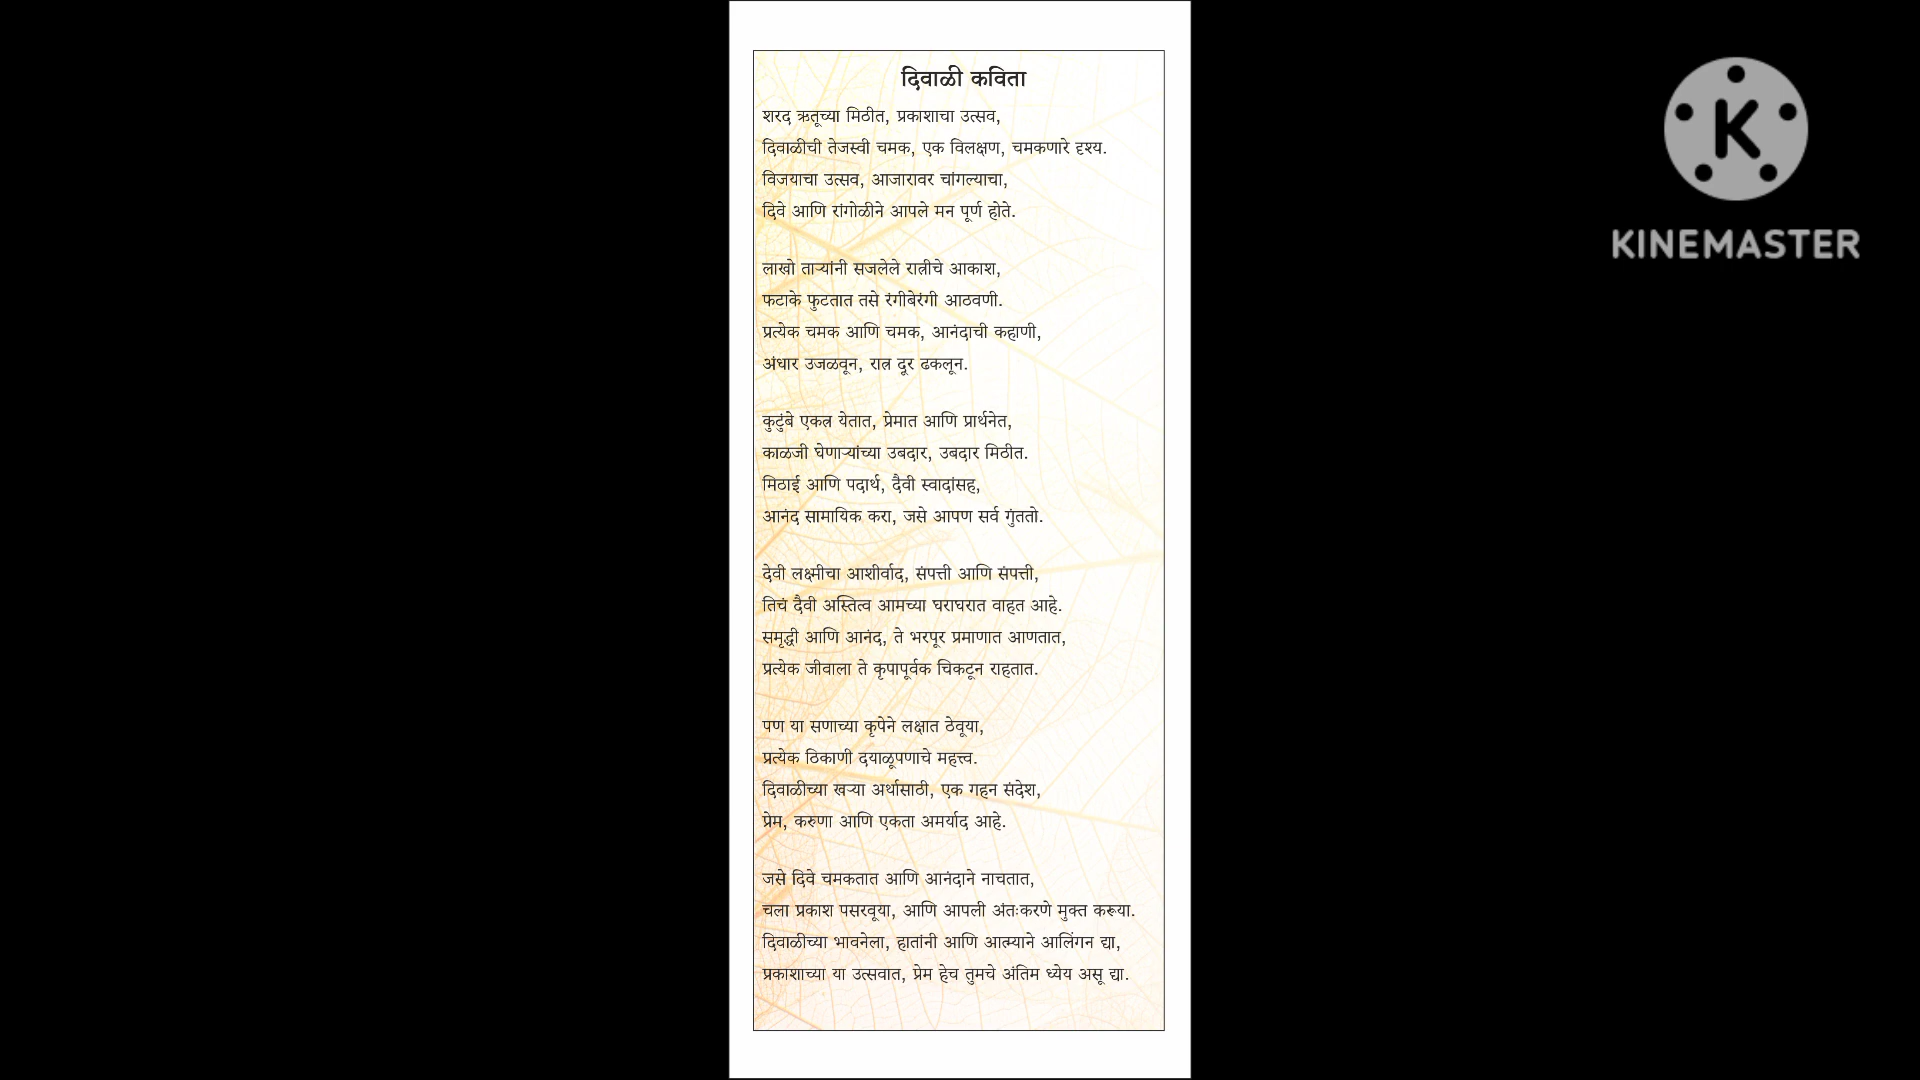 दिवाळी कविता
शरद ऋतूच्या मिठीत, प्रकाशाचा उत्सव,
दिवाळीची तेजस्वी चमक, एक विलक्षण, चमकणारे दृश्य.
विजयाचा उत्सव, आजारावर चांगल्याचा,
दिवे आणि रांगोळीने आपले मन पूर्ण होते.
लाखो ताऱ्यांनी सजलेले रात्रीचे आकाश,
फटाके फुटतात तसे रंगीबेरंगी आठवणी.
प्रत्येक चमक आणि चमक, आनंदाची कहाणी,
अंधार उजळवून, रात्र दूर ढकलून.
कुटुंबे एकत्र येतात, प्रेमात आणि प्रार्थनेत,
काळजी घेणाऱ्यांच्या उबदार, उबदार मिठीत.
मिठाई आणि पदार्थ, दैवी स्वादांसह,
आनंद सामायिक करा, जसे आपण सर्व गुंततो.
देवी लक्ष्मीचा आशीर्वाद, संपत्ती आणि संपत्ती,
तिचं दैवी अस्तित्व आमच्या घराघरात वाहत आहे.
समृद्धी आणि आनंद, ते भरपूर प्रमाणात आणतात,
प्रत्येक जीवाला ते कृपापूर्वक चिकटून राहतात.
पण या सणाच्या कृपेने लक्षात ठेवूया,
प्रत्येक ठिकाणी दयाळूपणाचे महत्त्व.
दिवाळीच्या खऱ्या अर्थासाठी, एक गहन संदेश,
प्रेम, करुणा आणि एकता अमर्याद आहे.
जसे दिवे चमकतात आणि आनंदाने नाचतात,
चला प्रकाश पसरवूया, आणि आपली अंतःकरणे मुक्त करूया.
दिवाळीच्या भावनेला, हातांनी आणि आत्म्याने आलिंगन द्या,
प्रकाशाच्या या उत्सवात, प्रेम हेच तुमचे अंतिम ध्येय असू द्या.
K
KINEMASTER